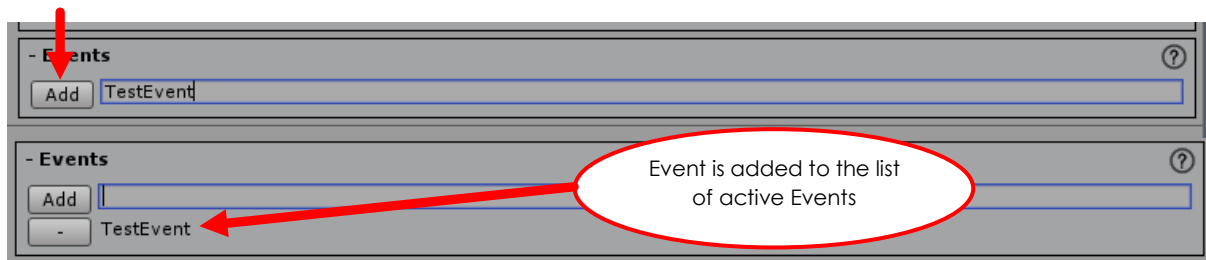 - Events
?
Add TestEvent
- Events
?
Event is added to the list
of active Events
Add
- TestEvent